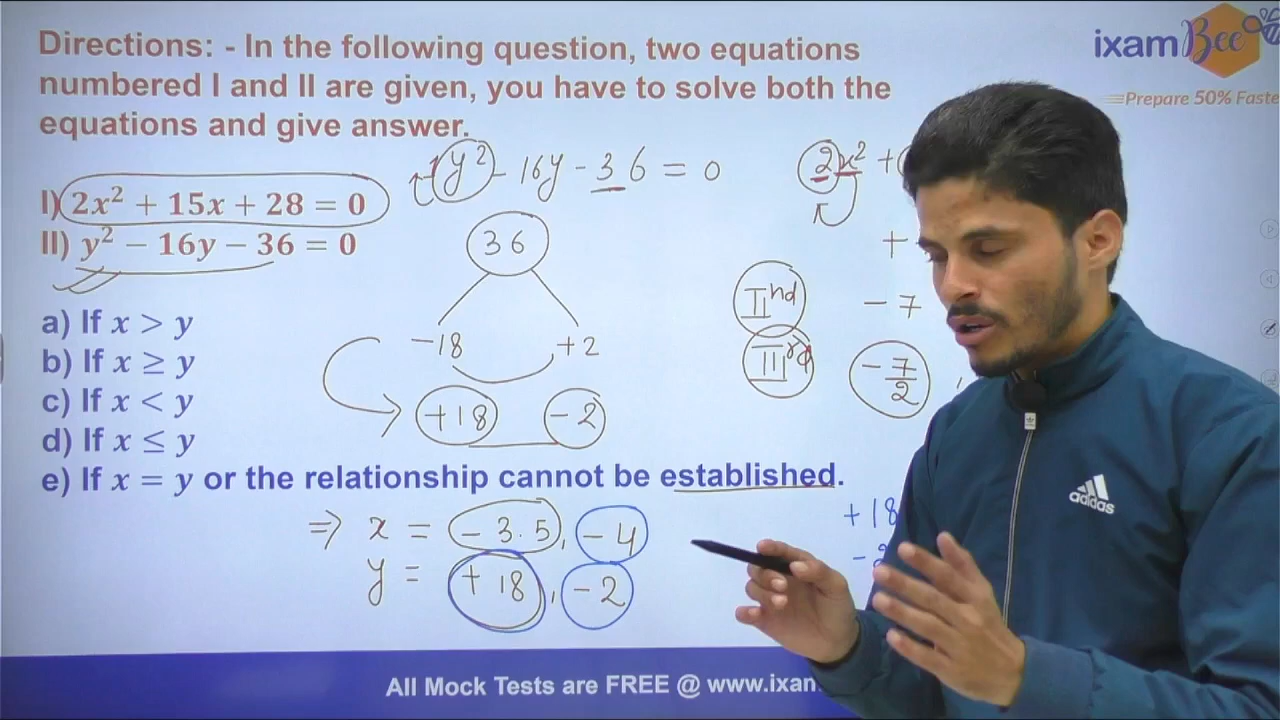 Directions: - In the following question, two equations
numbered I and II are given, you have to solve both the
equations and give answer.
ixamBee
Prepare 50% Faste
I) 2x² + 15x + 28 = 0
II) y² − 16y − 36 = 0
a) If x > y
b) If x ≥ y
c) If x < y
d) If x ≤ y
e) If x = y or the relationship cannot be established.
y² - 16y - 36 = 0
36
-18 +2
+18 -2
2x² +
+
IInd
- 7
IIIrd
- 7/2 ,
⇒ x = - 3.5, - 4
y = + 18, - 2
+ 18
- 2
adidas
All Mock Tests are FREE @ www.ixam